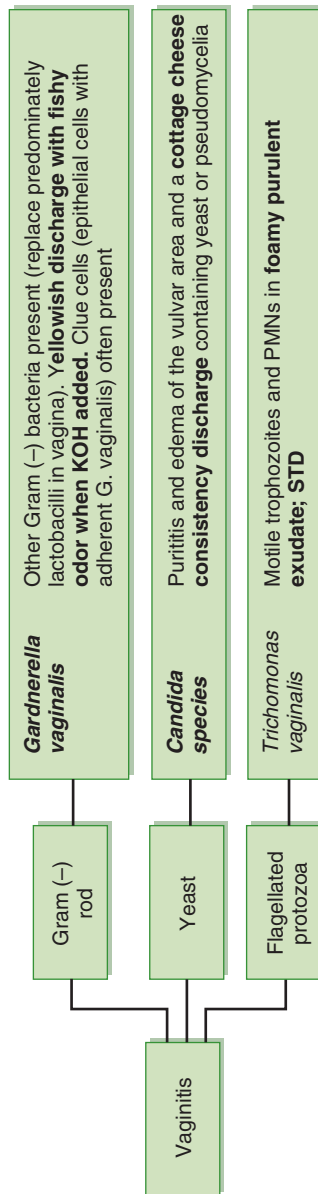 Vaginitis
Gram (–)
rod
Gardnerella
vaginalis
Other Gram (–) bacteria present (replace predominately
lactobacilli in vagina). Yellowish discharge with fishy
odor when KOH added. Clue cells (epithelial cells with
adherent G. vaginalis) often present
Yeast
Candida
species
Purititis and edema of the vulvar area and a cottage cheese
consistency discharge containing yeast or pseudomycelia
Flagellated
protozoa
Trichomonas
vaginalis
Motile trophozoites and PMNs in foamy purulent
exudate; STD